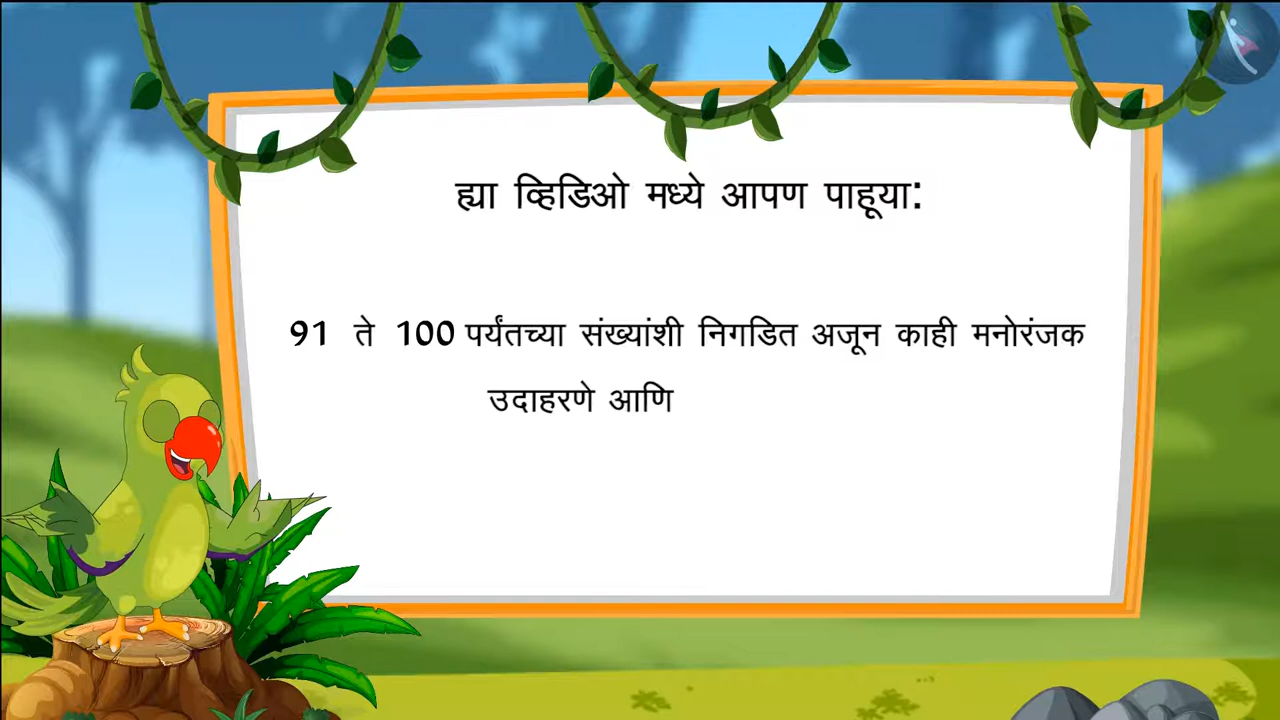 ह्या व्हिडिओ मध्ये आपण पाहूया:
91 ते 100 पर्यंतच्या संख्यांशी निगडित अजून काही मनोरंजक
उदाहरणे आणि